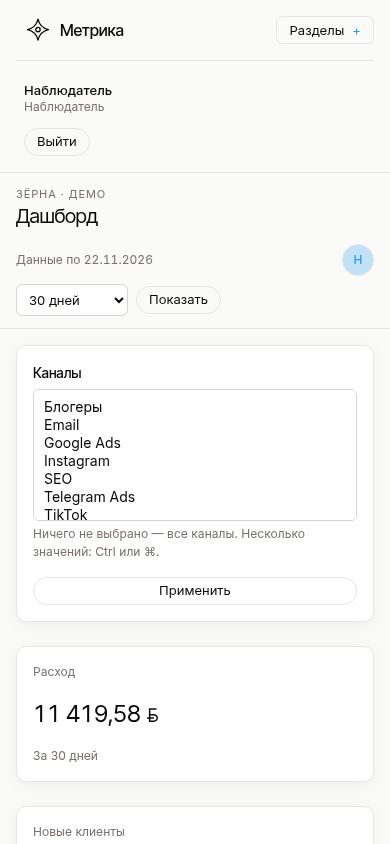 Метрика
Разделы +
Наблюдатель
Наблюдатель
Выйти
ЗЁРНА · ДЕМО
Дашборд
Данные по 22.11.2026
Н
30 дней
Показать
Каналы
Блогеры
Email
Google Ads
Instagram
SEO
Telegram Ads
TikTok
Ничего не выбрано — все каналы. Несколько
значений: Ctrl или ⌘.
Применить
Расход
11 419,58 Б
За 30 дней
Новые клиенты